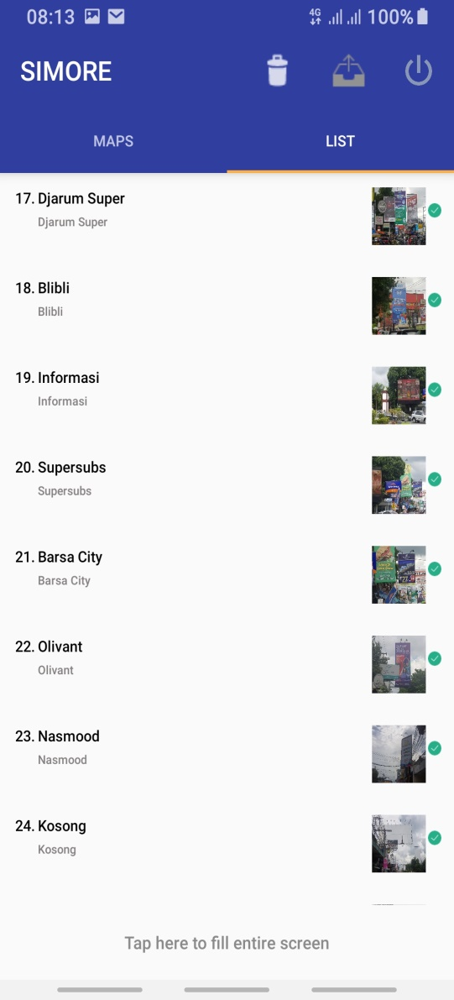 08:13
4G
100%
SIMORE
MAPS
LIST
17. Djarum Super
Djarum Super
18. Blibli
Blibli
19. Informasi
Informasi
20. Supersubs
Supersubs
21. Barsa City
Barsa City
22. Olivant
Olivant
23. Nasmood
Nasmood
24. Kosong
Kosong
Tap here to fill entire screen